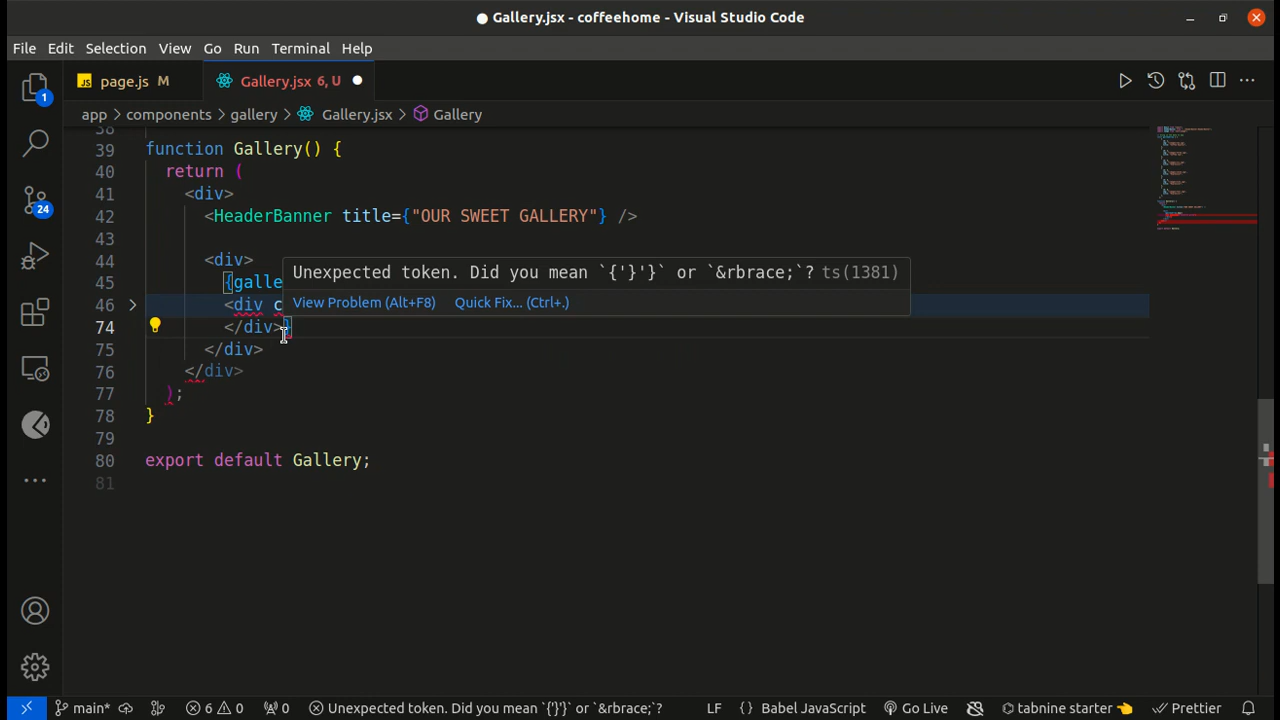 Gallery.jsx - coffeehome - Visual Studio Code
File Edit Selection View Go Run Terminal Help
page.js M Gallery.jsx 6, U
app > components > gallery > Gallery.jsx > Gallery
38
39 function Gallery() {
40 return (
41 <div>
42 <HeaderBanner title={"OUR SWEET GALLERY"} />
43
44 <div>
Unexpected token. Did you mean `{'}'}` or `&rbrace;`? ts(1381)
45 {galle
View Problem (Alt+F8) Quick Fix... (Ctrl+.)
46 <div c
74 </div>}
75 </div>
76 </div>
77 );
78 }
79
80 export default Gallery;
81
1
24
main* 6 0 0 Unexpected token. Did you mean `{'}'}` or `&rbrace;`? LF {} Babel JavaScript Go Live tabnine starter Prettier